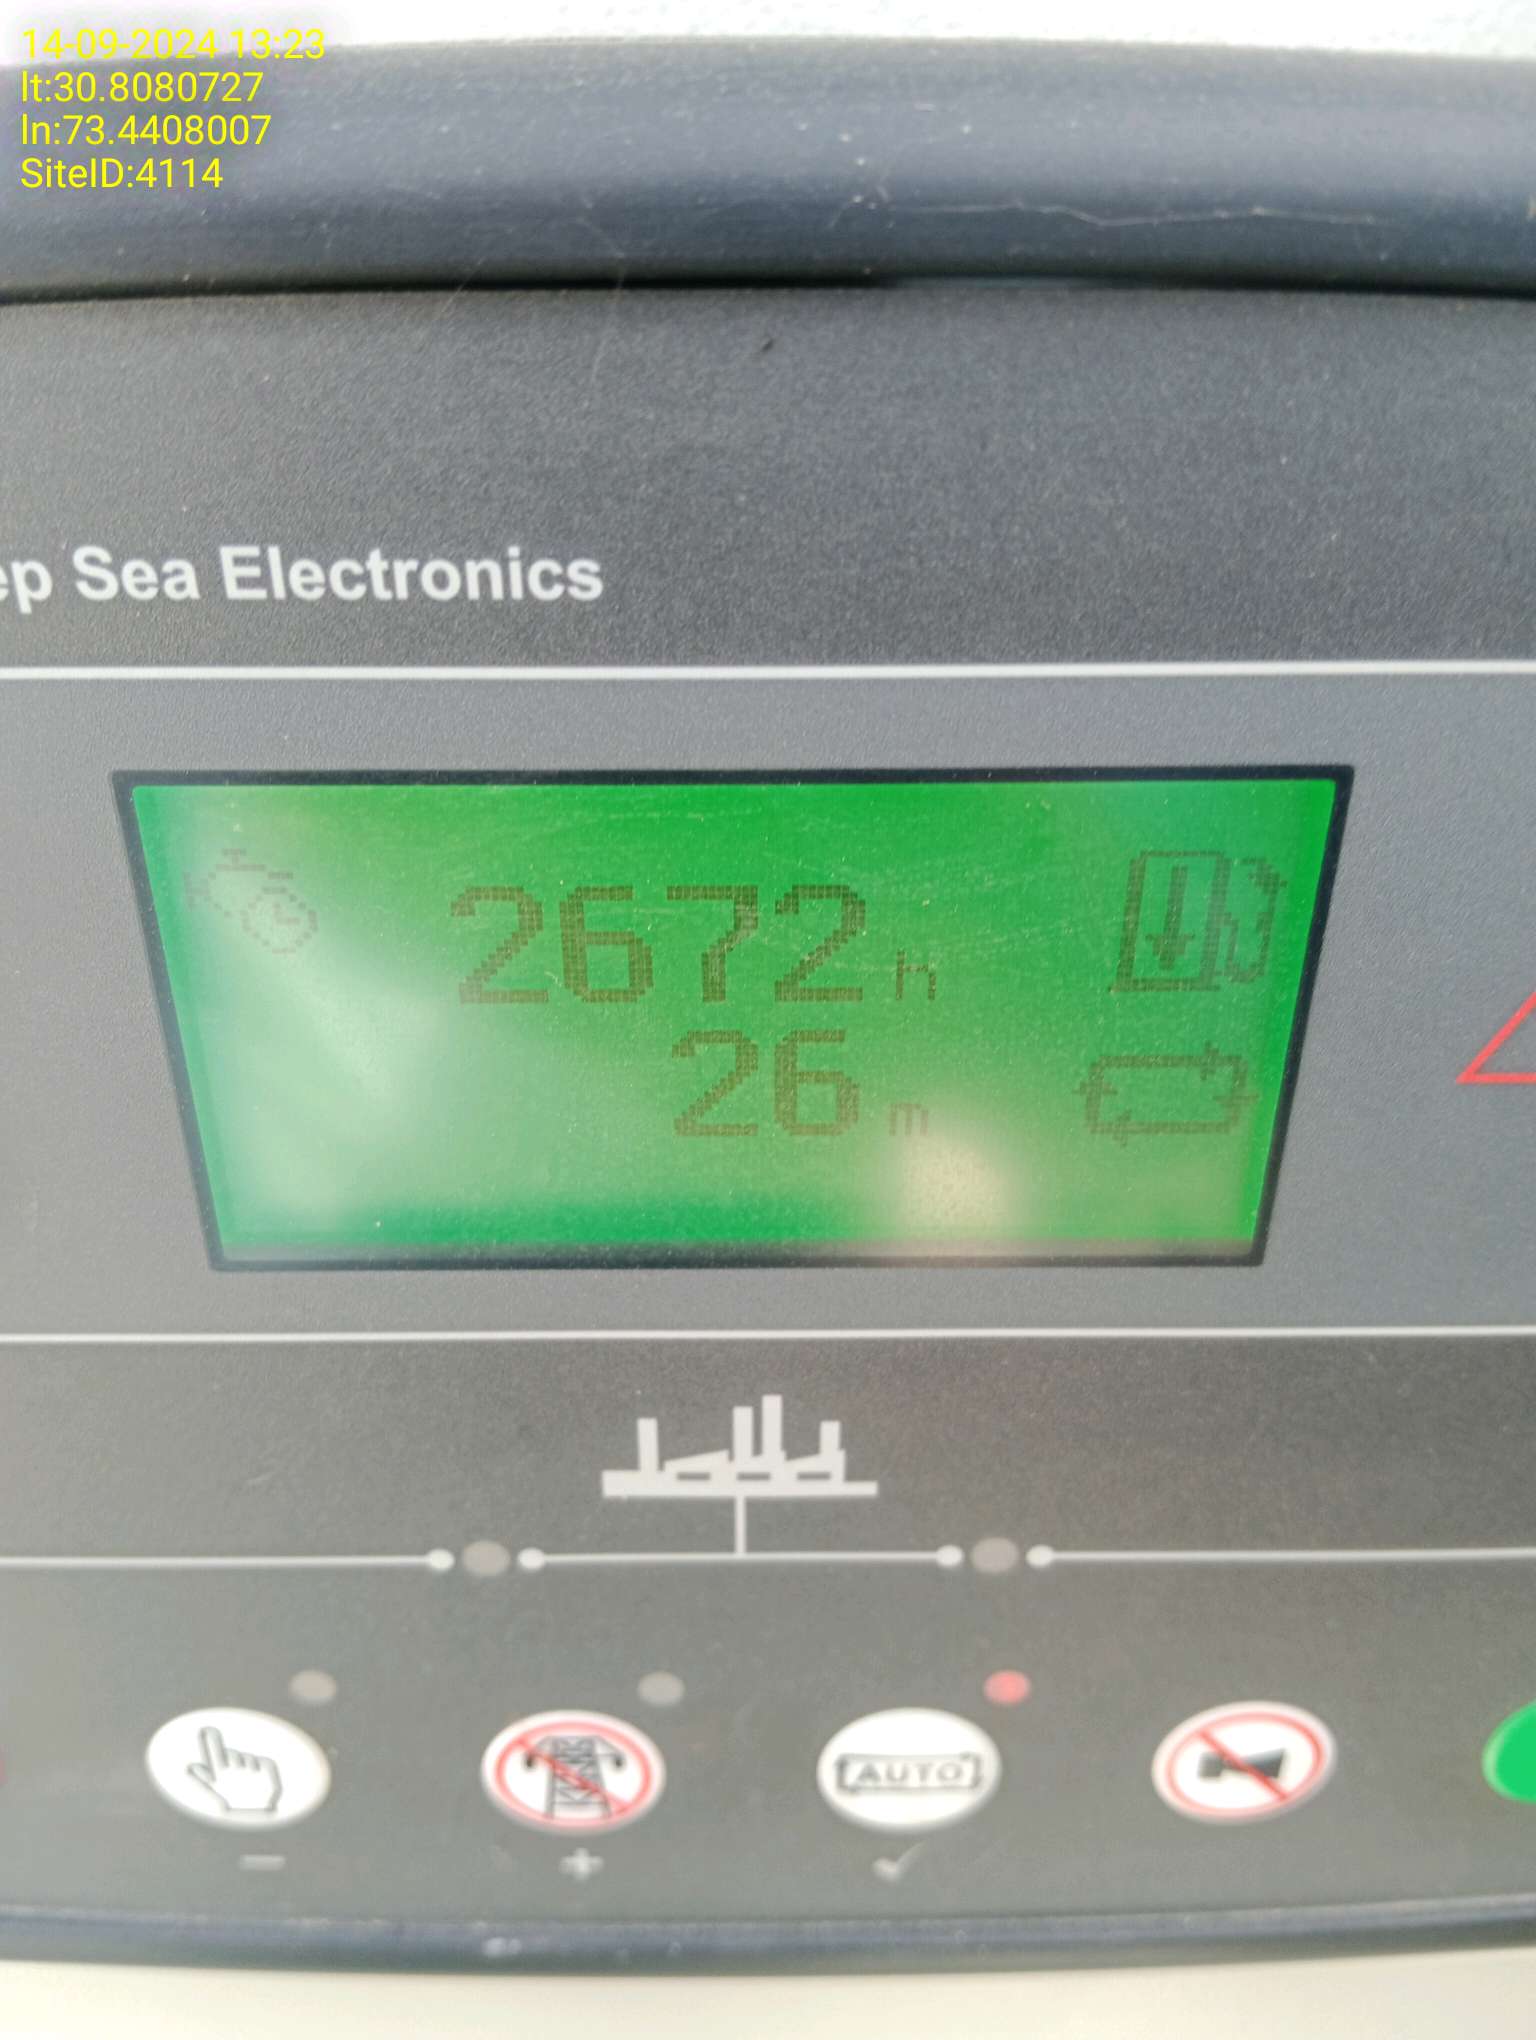 14-09-2024 13:23
lt:30.8080727
ln:73.4408007
SiteID:4114
ep Sea Electronics
2672 h
26 m
AUTO
- + ✓